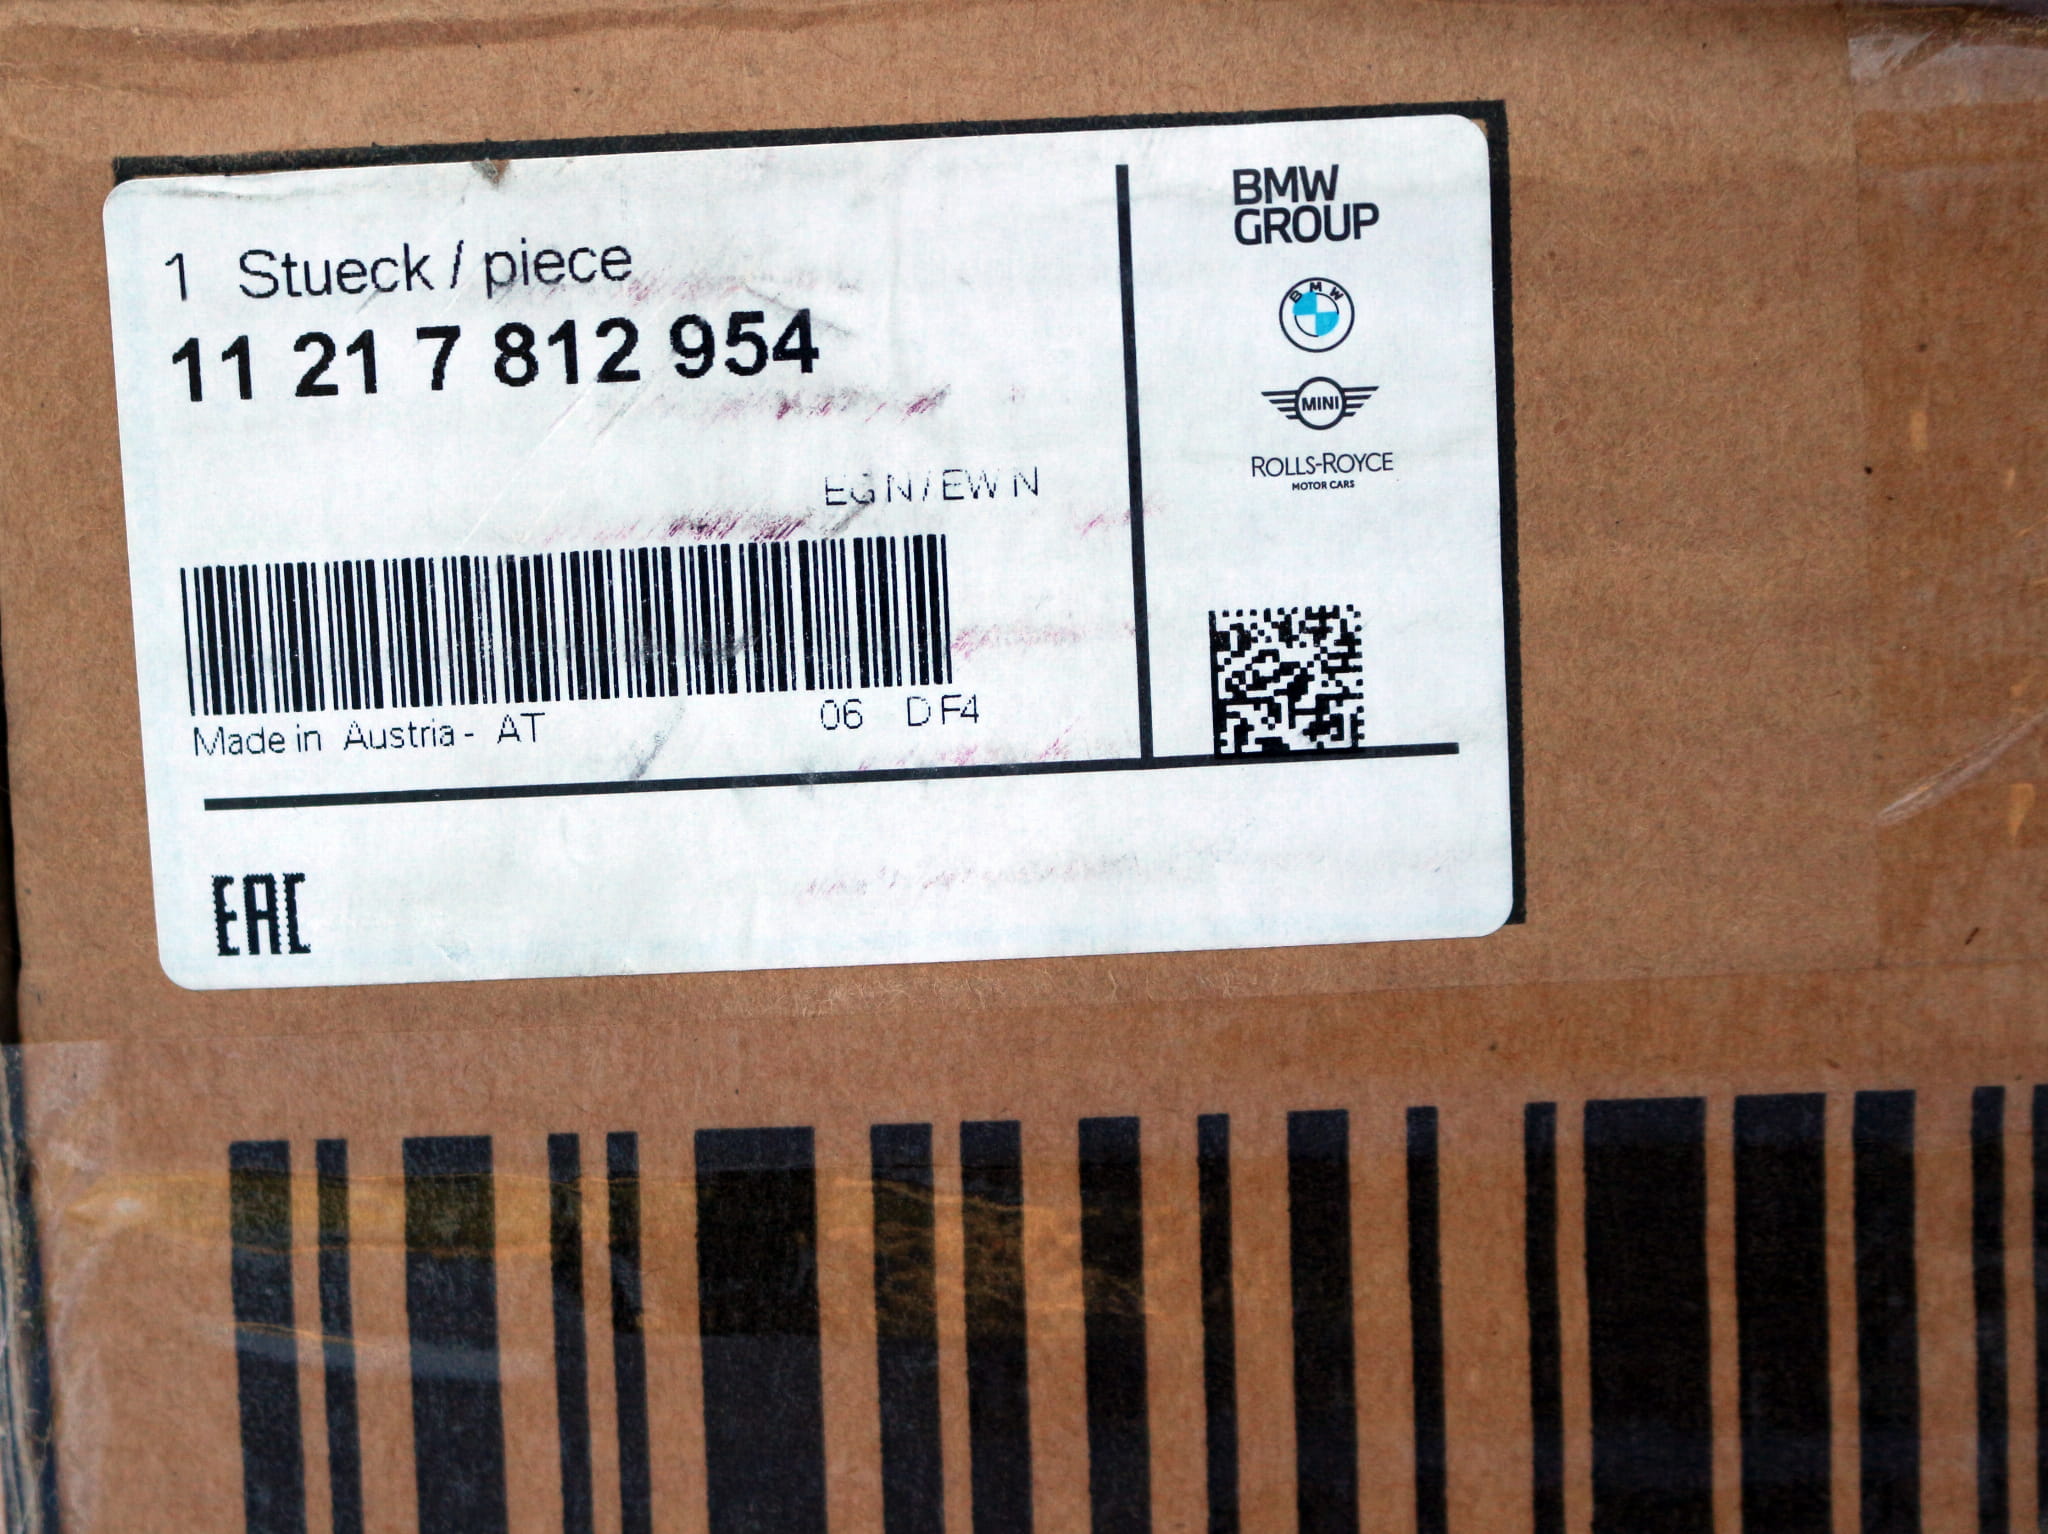 1 Stueck / piece
11 21 7 812 954
EG N / EW N
Made in Austria - AT
06 DF4
EAC
BMW
GROUP
BMW
MINI
ROLLS-ROYCE
MOTOR CARS